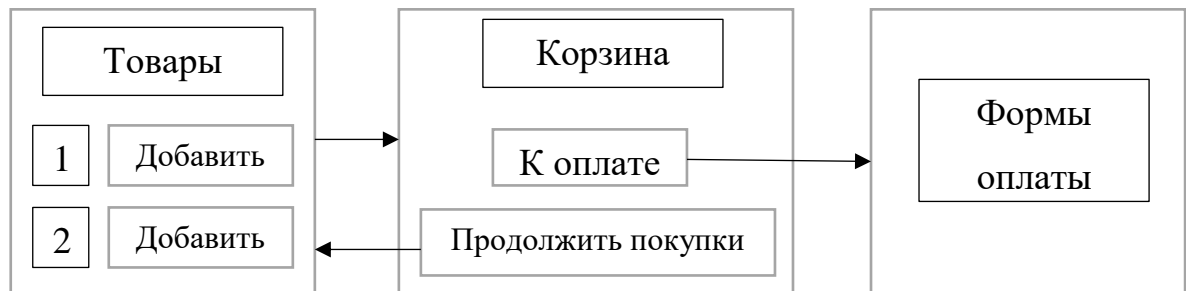 Товары
1
Добавить
2
Добавить
Корзина
К оплате
Продолжить покупки
Формы
оплаты